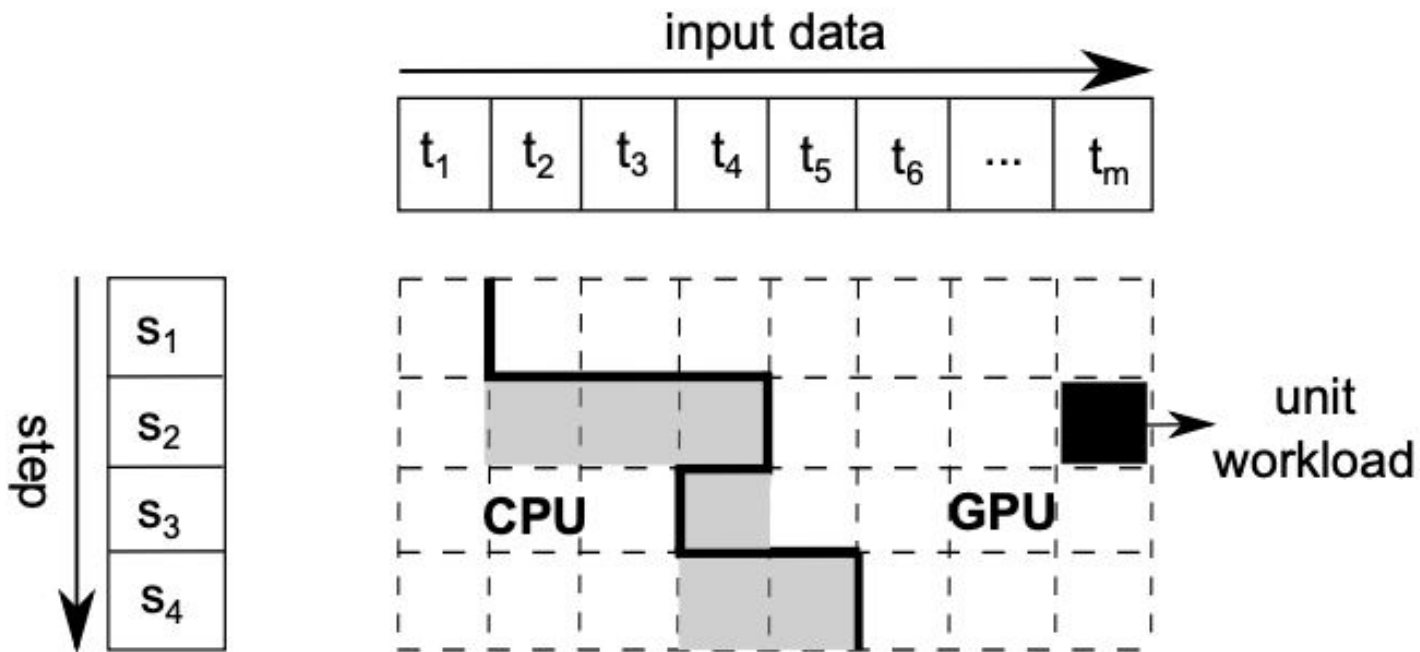 input data
t₁ t₂ t₃ t₄ t₅ t₆ ... tₘ
step
s₁
s₂
s₃
s₄
CPU
GPU
unit
workload